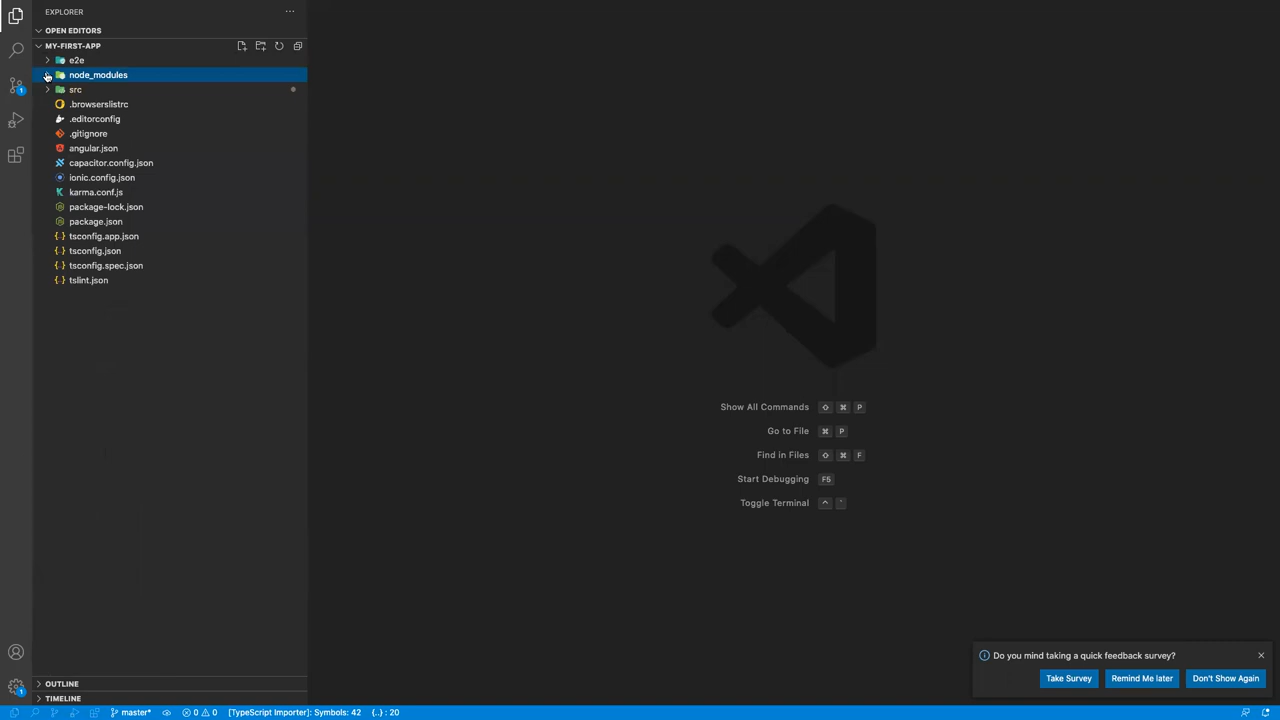 EXPLORER
OPEN EDITORS
MY-FIRST-APP
e2e
node_modules
src
.browserslistrc
.editorconfig
.gitignore
angular.json
capacitor.config.json
ionic.config.json
karma.conf.js
package-lock.json
package.json
tsconfig.app.json
tsconfig.json
tsconfig.spec.json
tslint.json
Show All Commands ⇧ ⌘ P
Go to File ⌘ P
Find in Files ⇧ ⌘ F
Start Debugging F5
Toggle Terminal ^ `
Do you mind taking a quick feedback survey?
Take Survey Remind Me later Don't Show Again
1
1
OUTLINE
TIMELINE
master* 0 0 [TypeScript Importer]: Symbols: 42 {..} : 20